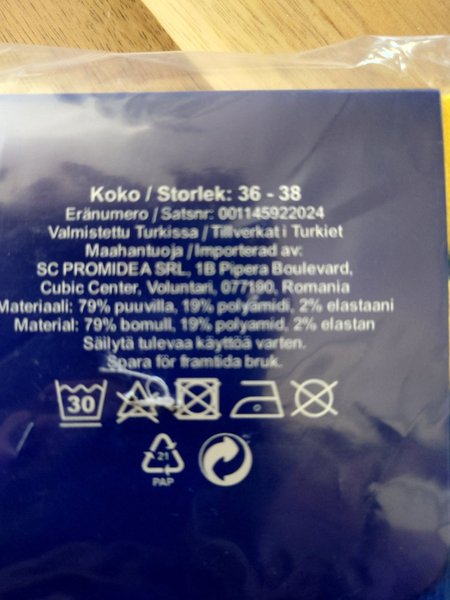 Koko / Storlek: 36 - 38
Eränumero / Satsnr: 001145922024
Valmistettu Turkissa / Tillverkat i Turkiet
Maahantuoja / Importerad av:
SC PROMIDEA SRL, 1B Pipera Boulevard,
Cubic Center, Voluntari, 077190, Romania
Materiaali: 79% puuvilla, 19% polyamidi, 2% elastaani
Material: 79% bomull, 19% polyamid, 2% elastan
Säilytä tulevaa käyttöä varten.
Spara för framtida bruk.
30
21
PAP